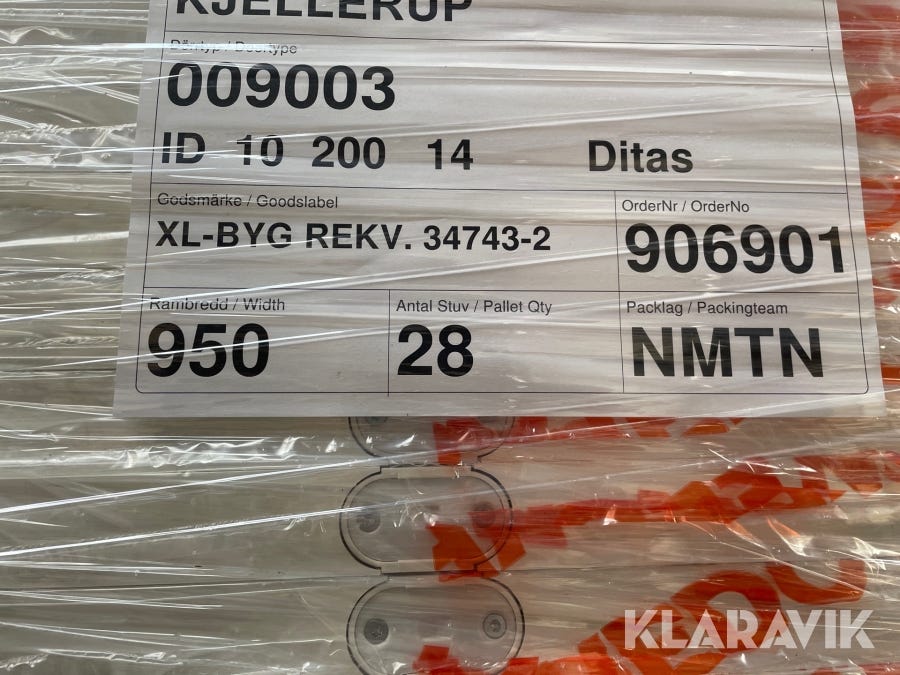 KJELLERUP
Dörrtyp / Doortype
009003
ID 10 200 14 Ditas
Godsmärke / Goodslabel
XL-BYG REKV. 34743-2
OrderNr / OrderNo
906901
Rambredd / Width
950
Antal Stuv / Pallet Qty
28
Packlag / Packingteam
NMTN
KLARAVIK